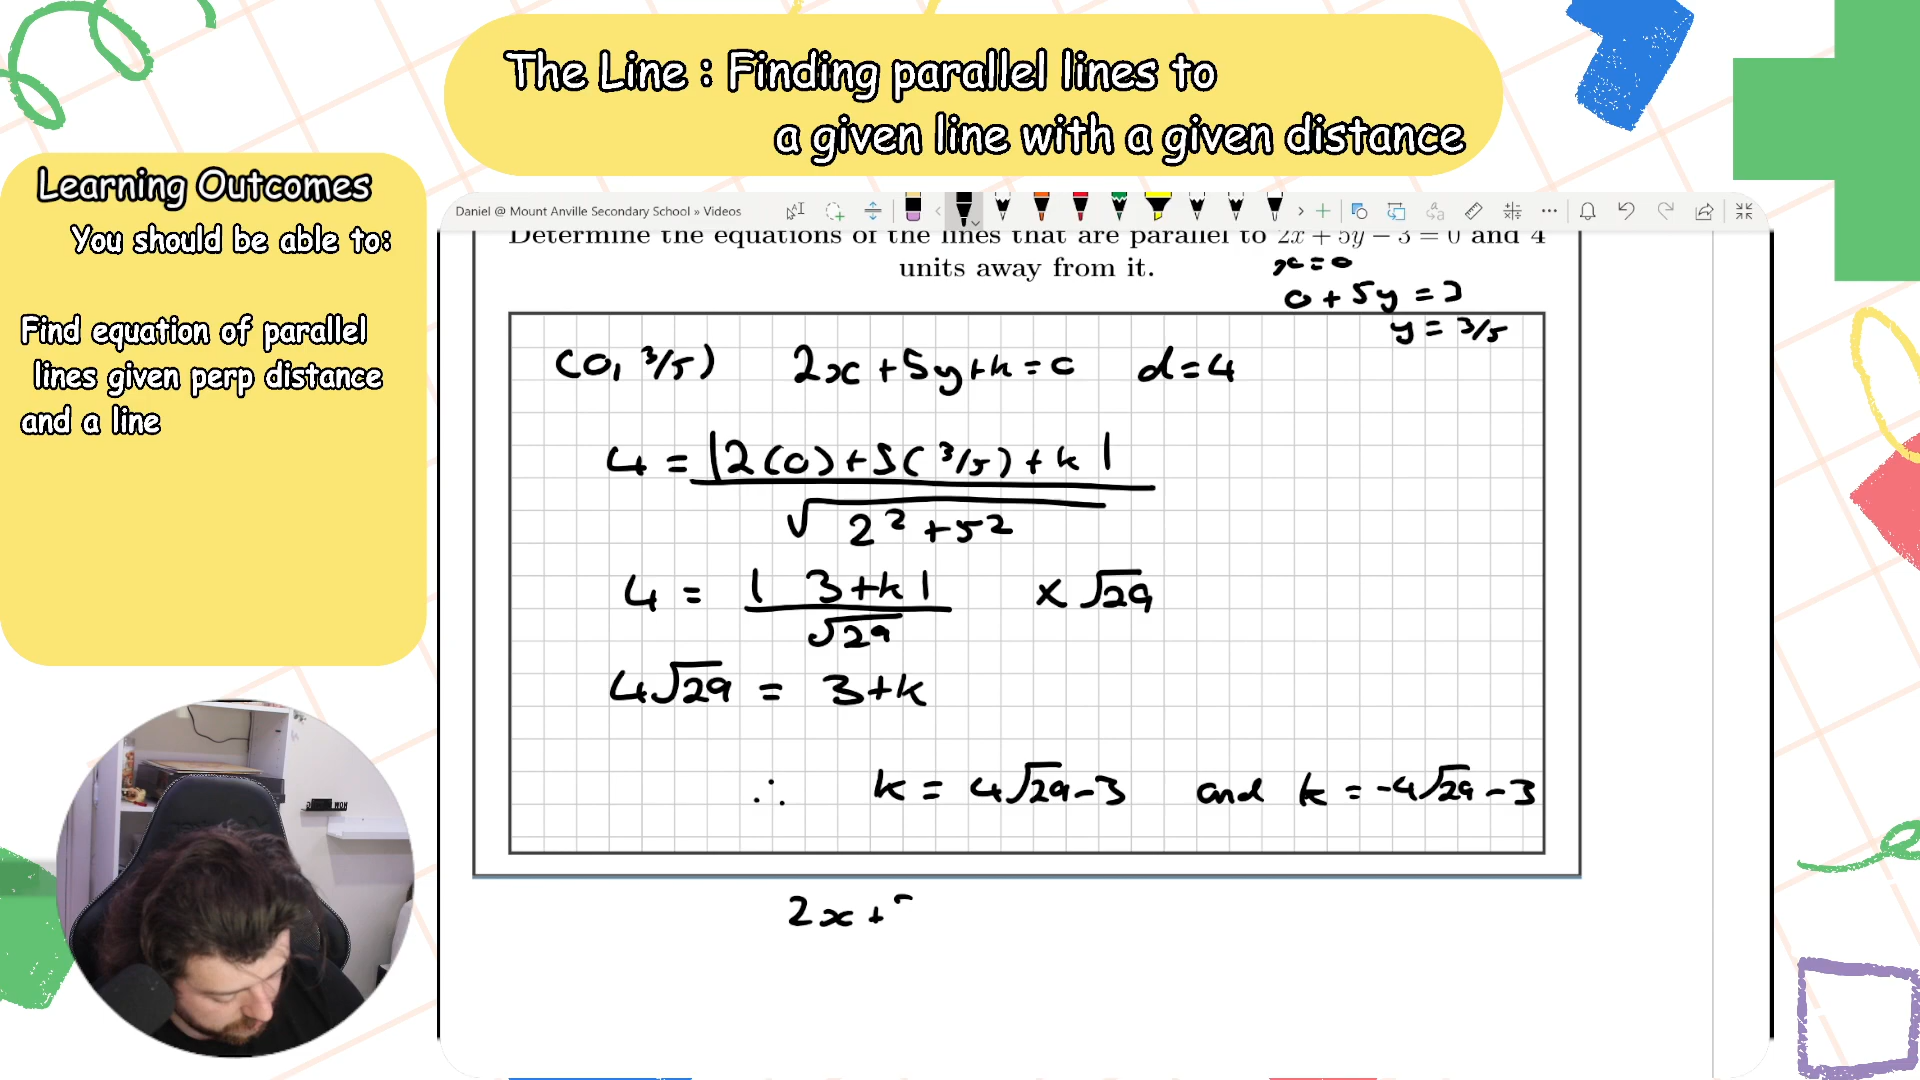 The Line : Finding parallel lines to
a given line with a given distance
Learning Outcomes
You should be able to:
Find equation of parallel
lines given perp distance
and a line
Daniel @ Mount Anville Secondary School » Videos
Determine the equations of the lines that are parallel to 2x + 5y − 3 = 0 and 4
units away from it.
x = 0
0 + 5y = 3
y = 3/5
(0, 3/5) 2x + 5y + k = 0 d = 4
4 = |2(0) + 5(3/5) + k|
√2² + 5²
4 = | 3 + k | × √29
√29
4√29 = 3 + k
∴ k = 4√29 - 3 and k = -4√29 - 3
2x +